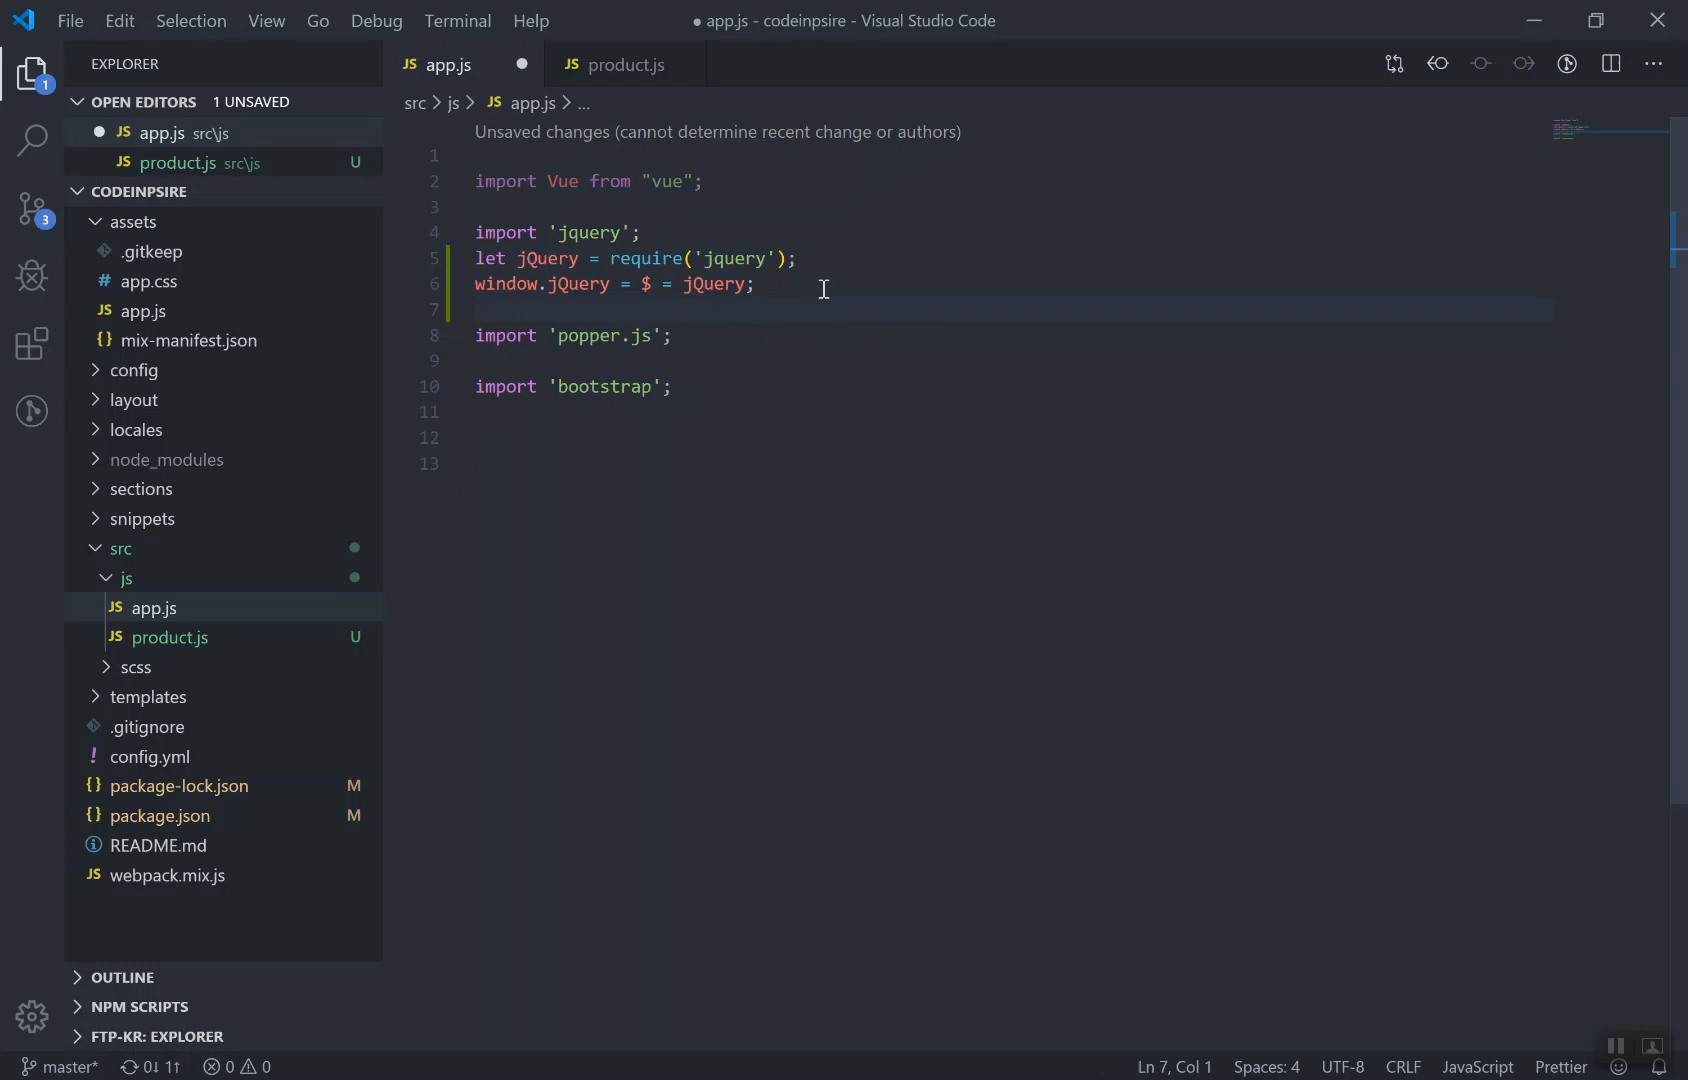 File Edit Selection View Go Debug Terminal Help
● app.js - codeinpsire - Visual Studio Code
EXPLORER
1
OPEN EDITORS 1 UNSAVED
JS app.js src\js
JS product.js src\js U
CODEINPSIRE
3
assets
.gitkeep
# app.css
JS app.js
{} mix-manifest.json
config
layout
locales
node_modules
sections
snippets
src
js
JS app.js
JS product.js U
scss
templates
.gitignore
! config.yml
{} package-lock.json M
{} package.json M
README.md
JS webpack.mix.js
OUTLINE
NPM SCRIPTS
FTP-KR: EXPLORER
JS app.js
JS product.js
src > js > JS app.js > ...
Unsaved changes (cannot determine recent change or authors)
1
2 import Vue from "vue";
3
4 import 'jquery';
5 let jQuery = require('jquery');
6 window.jQuery = $ = jQuery;
7
8 import 'popper.js';
9
10 import 'bootstrap';
11
12
13
master* 0↓ 1↑ 0 0
Ln 7, Col 1 Spaces: 4 UTF-8 CRLF JavaScript Prettier